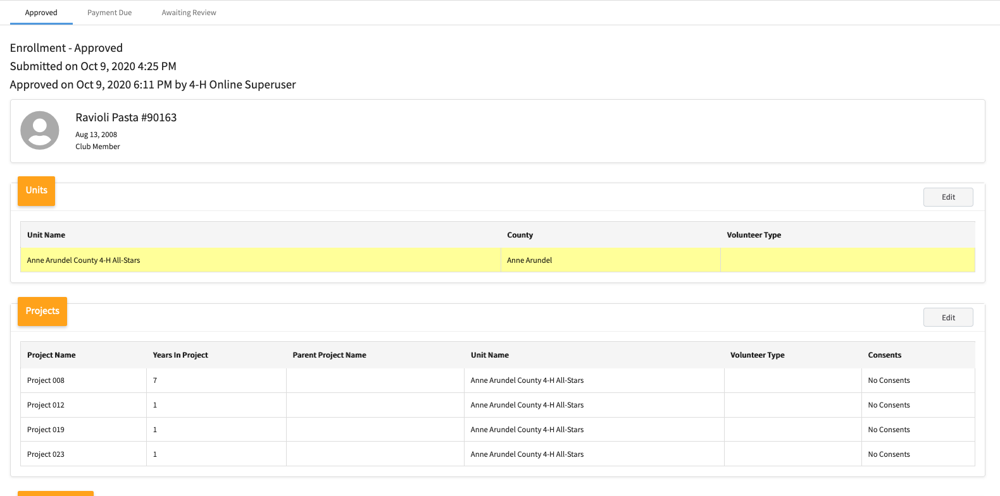 Approved Payment Due Awaiting Review
Enrollment - Approved
Submitted on Oct 9, 2020 4:25 PM
Approved on Oct 9, 2020 6:11 PM by 4-H Online Superuser
Ravioli Pasta #90163
Aug 13, 2008
Club Member
Units
Edit
Unit Name County Volunteer Type
Anne Arundel County 4-H All-Stars Anne Arundel
Projects
Edit
Project Name Years In Project Parent Project Name Unit Name Volunteer Type Consents
Project 008 7 Anne Arundel County 4-H All-Stars No Consents
Project 012 1 Anne Arundel County 4-H All-Stars No Consents
Project 019 1 Anne Arundel County 4-H All-Stars No Consents
Project 023 1 Anne Arundel County 4-H All-Stars No Consents